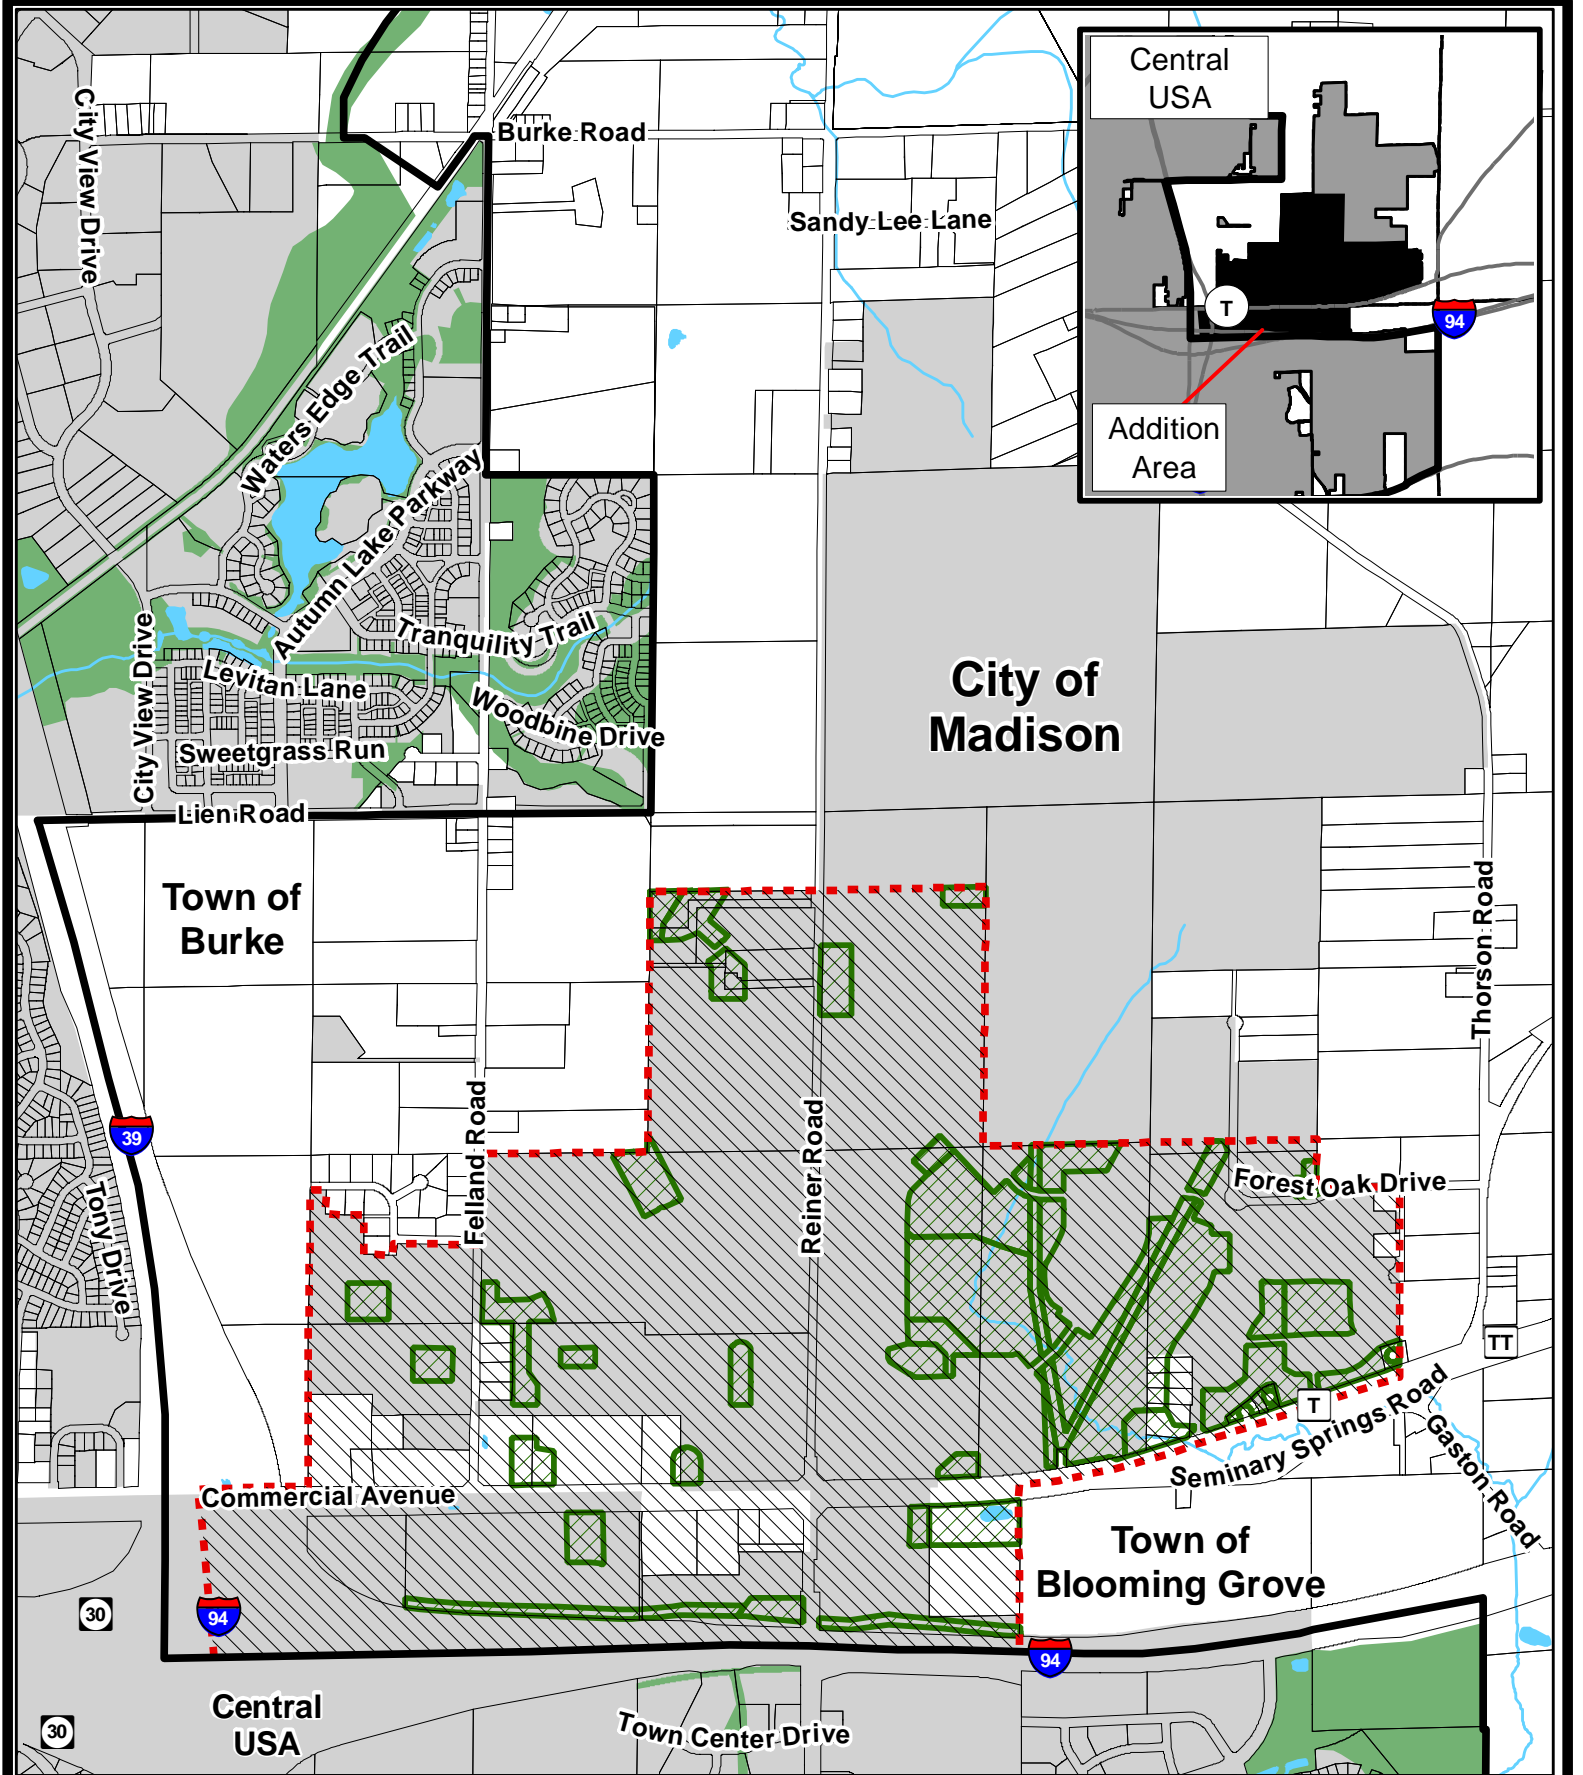 Central
USA
City View Drive
Burke Road
Sandy Lee Lane
T
94
Addition
Area
Waters Edge Trail
Autumn Lake Parkway
Tranquility Trail
City of
Madison
Levitan Lane
Woodbine Drive
City View Drive
Sweetgrass Run
Lien Road
Town of
Burke
Thorson Road
39
Felland Road
Reiner Road
Forest Oak Drive
Tony Drive
TT
T
Seminary Springs Road
Gaston Road
Commercial Avenue
Town of
Blooming Grove
30
94
94
Central
USA
30
Town Center Drive